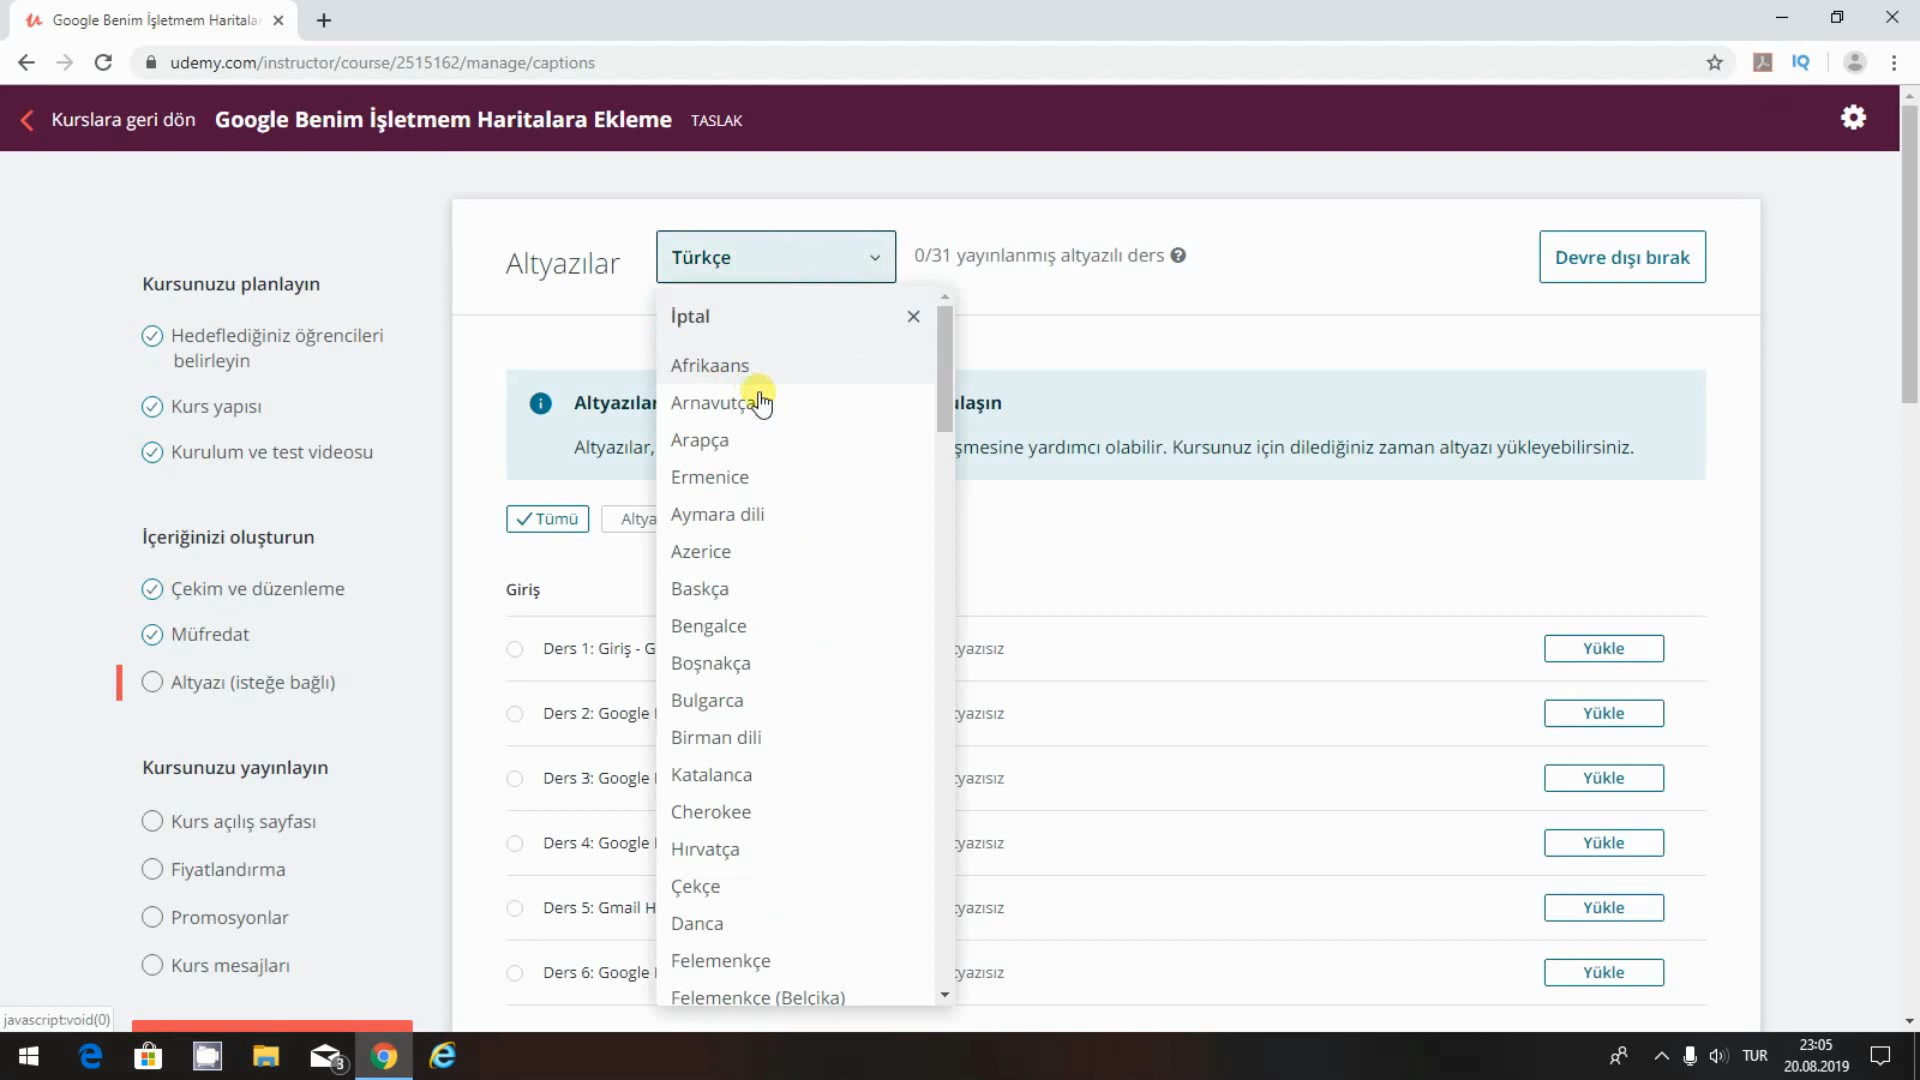 Google Benim İşletmem Haritala
udemy.com/instructor/course/2515162/manage/captions
IQ
Kurslara geri dön Google Benim İşletmem Haritalara Ekleme TASLAK
Altyazılar Türkçe 0/31 yayınlanmış altyazılı ders ?
Devre dışı bırak
Kursunuzu planlayın
Hedeflediğiniz öğrencileri
belirleyin
Kurs yapısı
Kurulum ve test videosu
İçeriğinizi oluşturun
Çekim ve düzenleme
Müfredat
Altyazı (isteğe bağlı)
Kursunuzu yayınlayın
Kurs açılış sayfası
Fiyatlandırma
Promosyonlar
Kurs mesajları
İptal
Afrikaans
Arnavutça
Arapça
Ermenice
Aymara dili
Azerice
Baskça
Bengalce
Boşnakça
Bulgarca
Birman dili
Katalanca
Cherokee
Hırvatça
Çekçe
Danca
Felemenkçe
Felemenkçe (Belçika)
Altyazılar ulaşın
Altyazılar, şmesine yardımcı olabilir. Kursunuz için dilediğiniz zaman altyazı yükleyebilirsiniz.
Tümü Altya
Giriş
Ders 1: Giriş - G yazısız Yükle
Ders 2: Google yazısız Yükle
Ders 3: Google yazısız Yükle
Ders 4: Google yazısız Yükle
Ders 5: Gmail H yazısız Yükle
Ders 6: Google yazısız Yükle
javascript:void(0)
3
TUR
23:05
20.08.2019